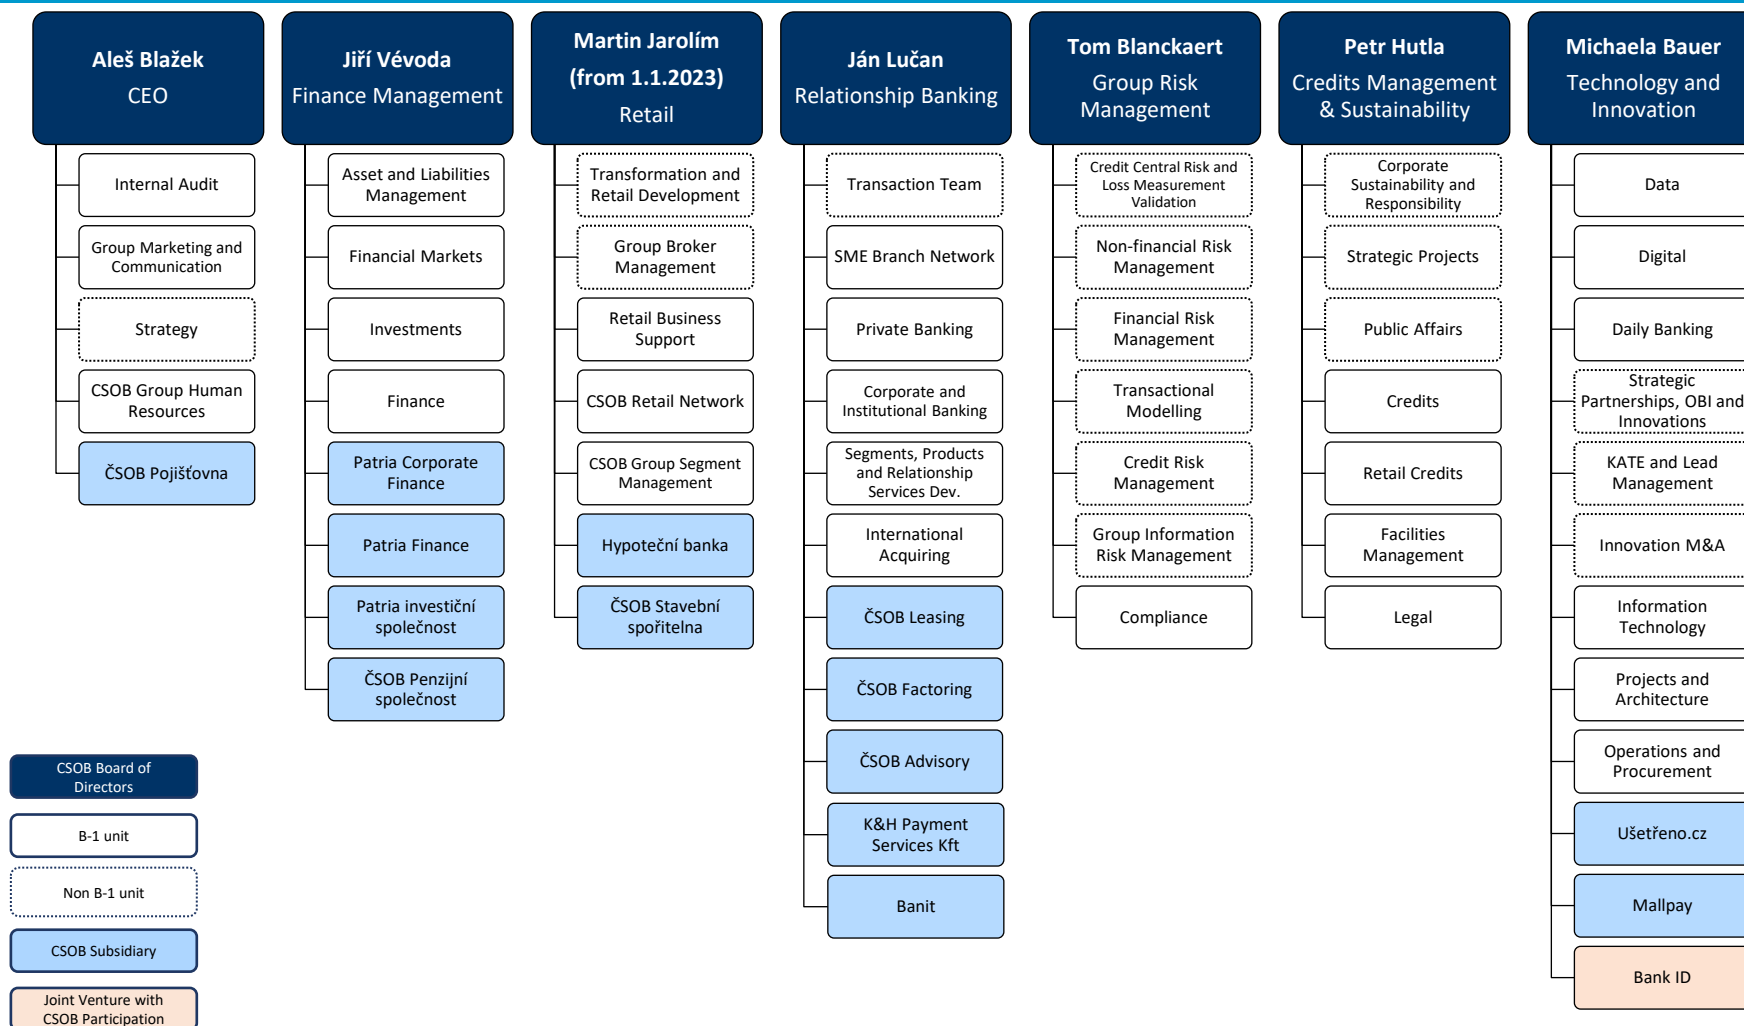 Aleš Blažek
CEO
Internal Audit
Group Marketing and
Communication
Strategy
CSOB Group Human
Resources
ČSOB Pojišťovna
Jiří Vévoda
Finance Management
Asset and Liabilities
Management
Financial Markets
Investments
Finance
Patria Corporate
Finance
Patria Finance
Patria investiční
společnost
ČSOB Penzijní
společnost
Martin Jarolím
(from 1.1.2023)
Retail
Transformation and
Retail Development
Group Broker
Management
Retail Business
Support
CSOB Retail Network
CSOB Group Segment
Management
Hypoteční banka
ČSOB Stavební
spořitelna
Ján Lučan
Relationship Banking
Transaction Team
SME Branch Network
Private Banking
Corporate and
Institutional Banking
Segments, Products
and Relationship
Services Dev.
International
Acquiring
ČSOB Leasing
ČSOB Factoring
ČSOB Advisory
K&H Payment
Services Kft
Banit
Tom Blanckaert
Group Risk
Management
Credit Central Risk and
Loss Measurement
Validation
Non-financial Risk
Management
Financial Risk
Management
Transactional
Modelling
Credit Risk
Management
Group Information
Risk Management
Compliance
Petr Hutla
Credits Management
& Sustainability
Corporate
Sustainability and
Responsibility
Strategic Projects
Public Affairs
Credits
Retail Credits
Facilities
Management
Legal
Michaela Bauer
Technology and
Innovation
Data
Digital
Daily Banking
Strategic
Partnerships, OBI and
Innovations
KATE and Lead
Management
Innovation M&A
Information
Technology
Projects and
Architecture
Operations and
Procurement
Ušetřeno.cz
Mallpay
Bank ID
CSOB Board of
Directors
B-1 unit
Non B-1 unit
CSOB Subsidiary
Joint Venture with
CSOB Participation